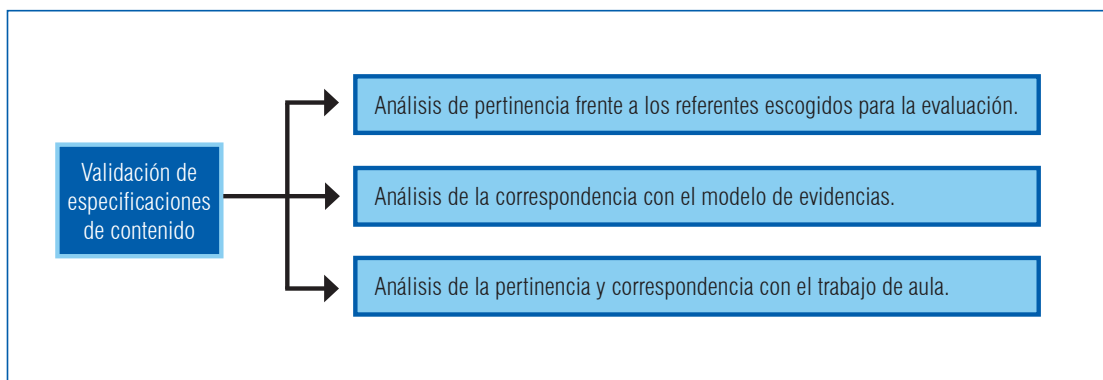 Validación de
especificaciones
de contenido
Análisis de pertinencia frente a los referentes escogidos para la evaluación.
Análisis de la correspondencia con el modelo de evidencias.
Análisis de la pertinencia y correspondencia con el trabajo de aula.